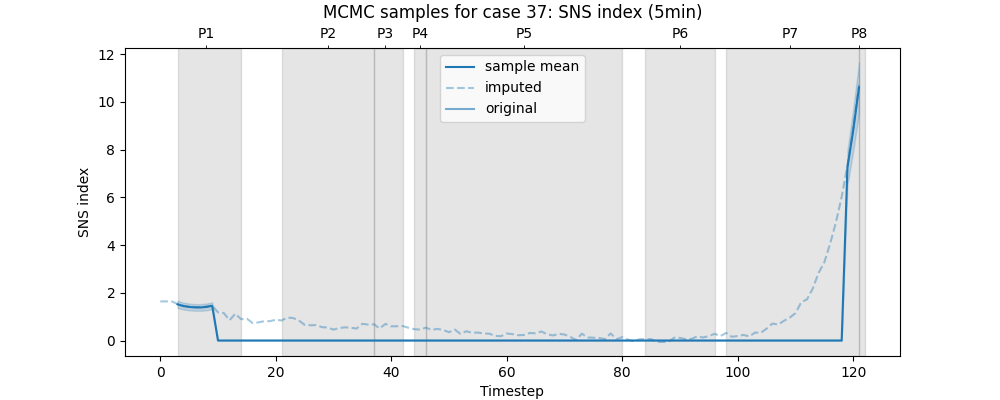 MCMC samples for case 37: SNS index (5min)
P1 P2 P3 P4 P5 P6 P7 P8
sample mean
imputed
original
SNS index
12
10
8
6
4
2
0
0 20 40 60 80 100 120
Timestep